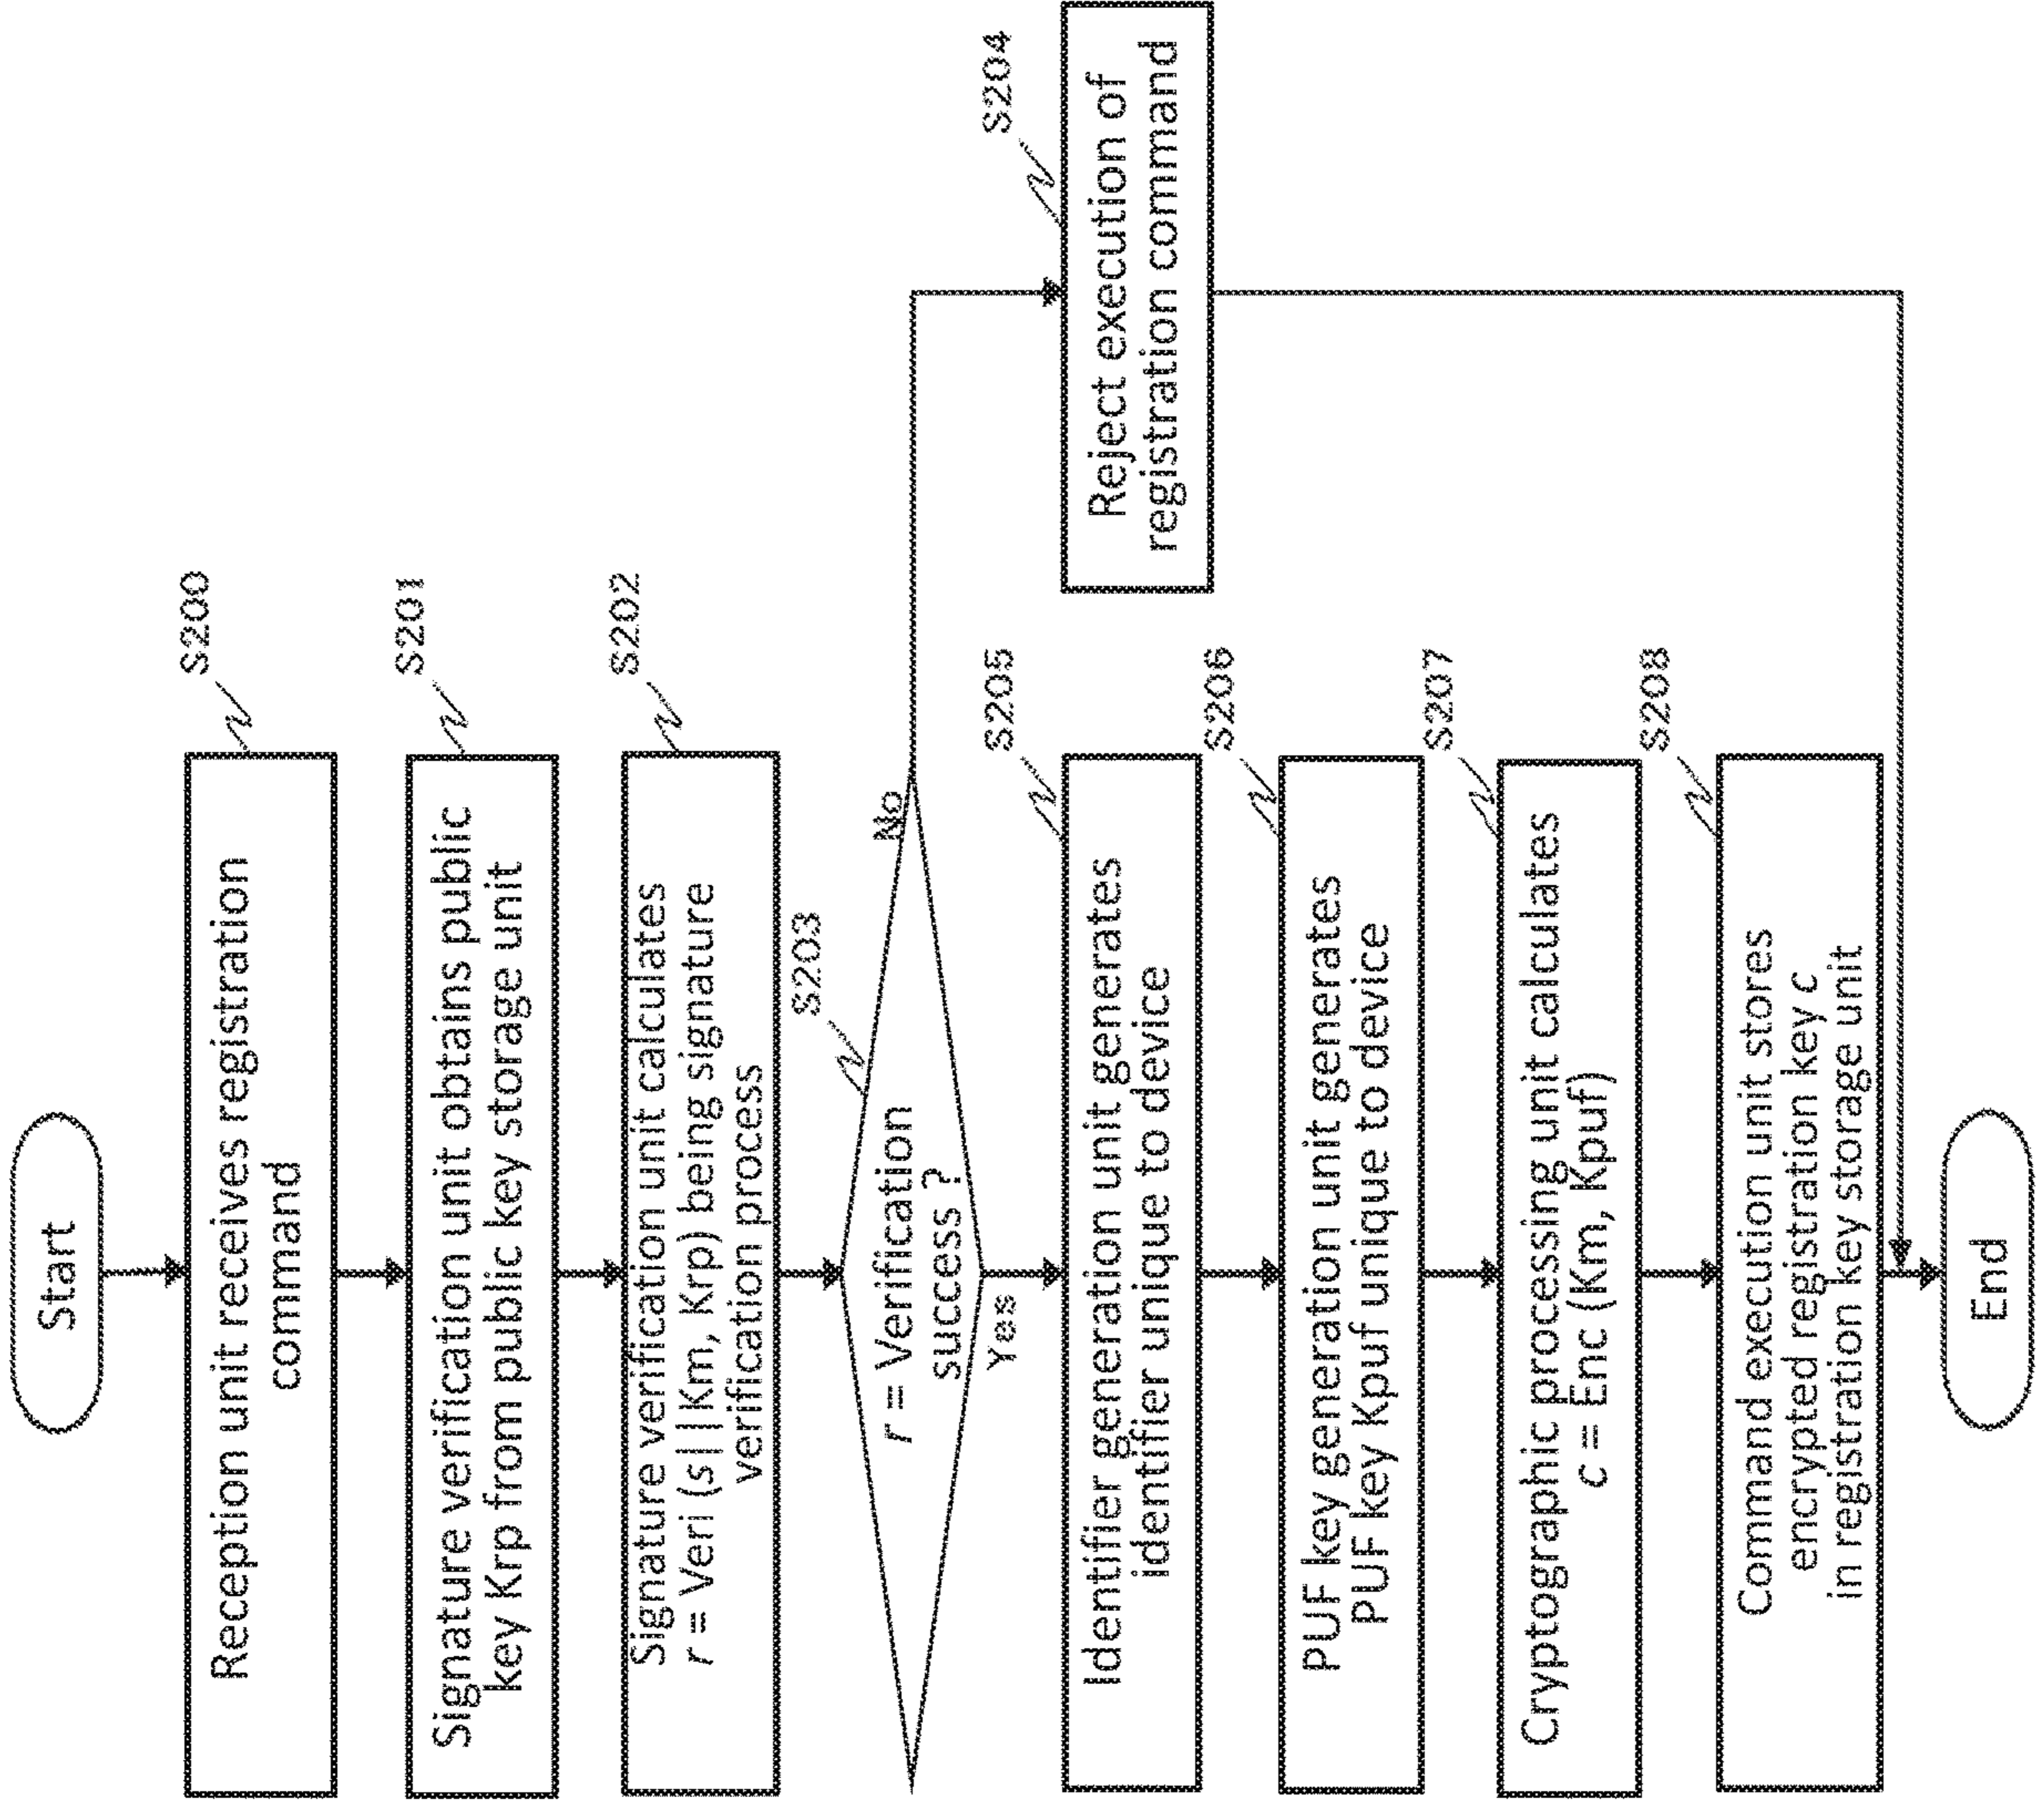 Start
S200
Reception unit receives registration
command
S201
Signature verification unit obtains public
key Krp from public key storage unit
S202
Signature verification unit calculates
r = Veri (s||Km, Krp) being signature
verification process
S203
r = Verification
success ?
No
Yes
S204
Reject execution of
registration command
S205
Identifier generation unit generates
identifier unique to device
S206
PUF key generation unit generates
PUF key Kpuf unique to device
S207
Cryptographic processing unit calculates
c = Enc (Km, Kpuf)
S208
Command execution unit stores
encrypted registration key c
in registration key storage unit
End